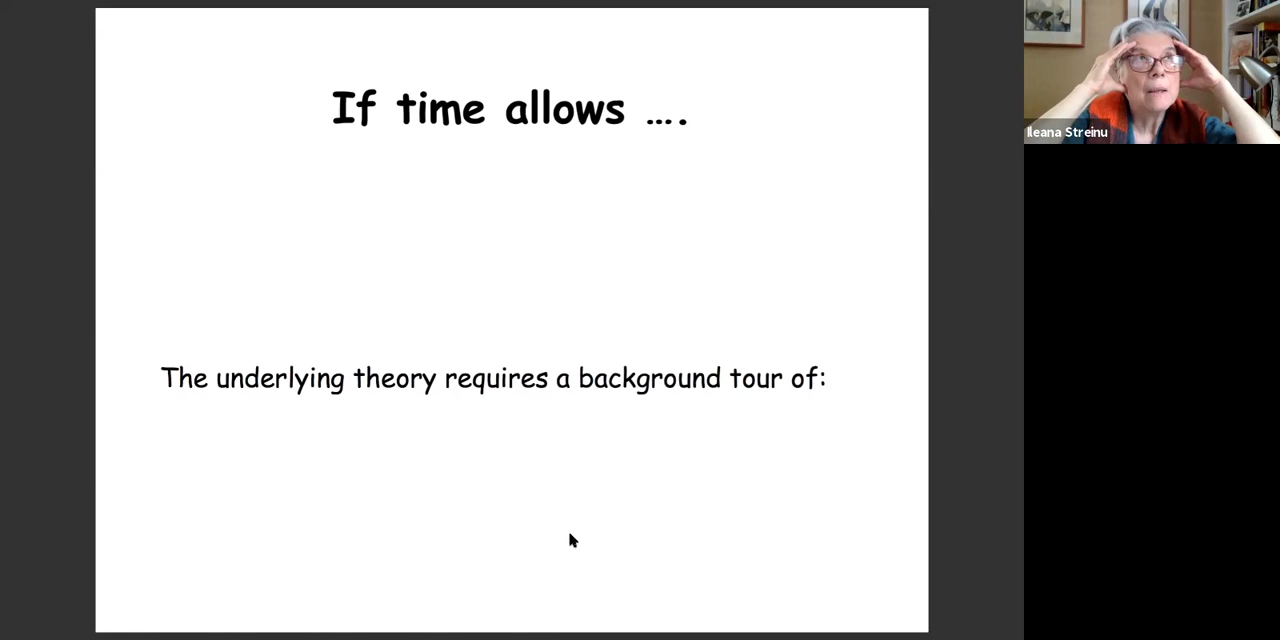 If time allows ….
Ileana Streinu
The underlying theory requires a background tour of: